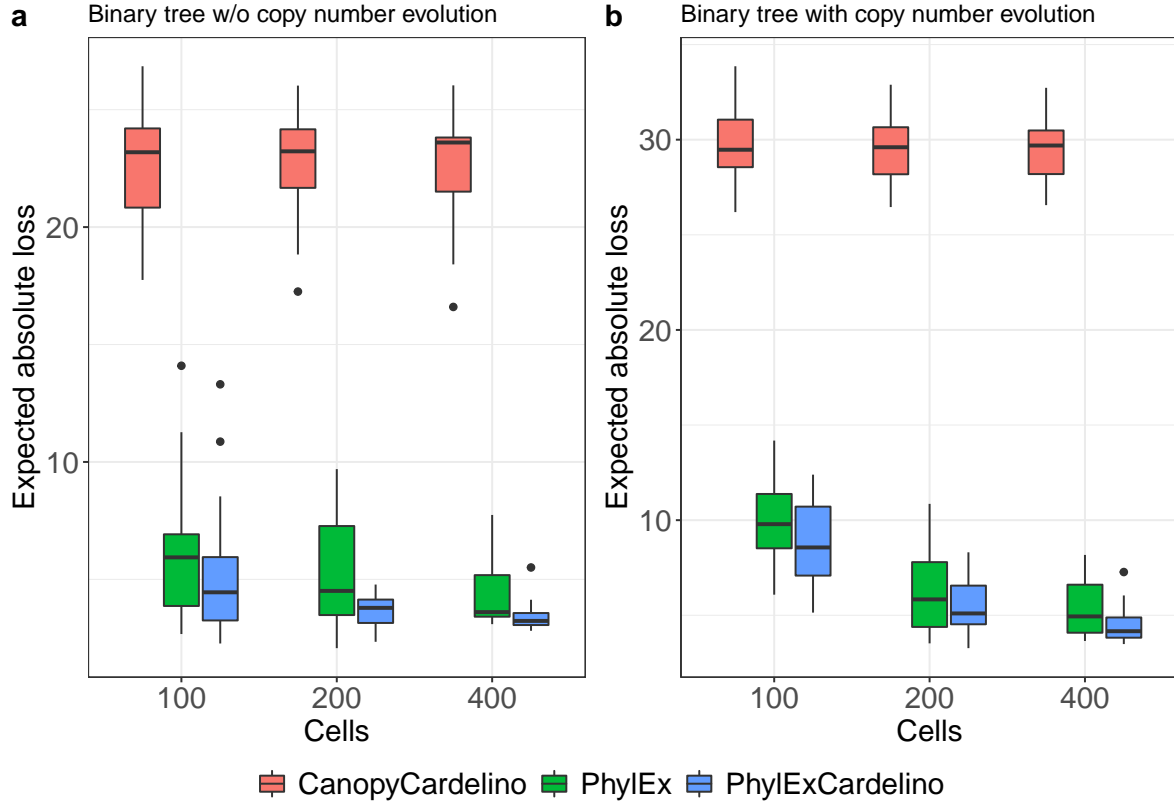 a Binary tree w/o copy number evolution
Expected absolute loss
20
10
100 200 400
Cells
b Binary tree with copy number evolution
Expected absolute loss
30
20
10
100 200 400
Cells
CanopyCardelino PhylEx PhylExCardelino